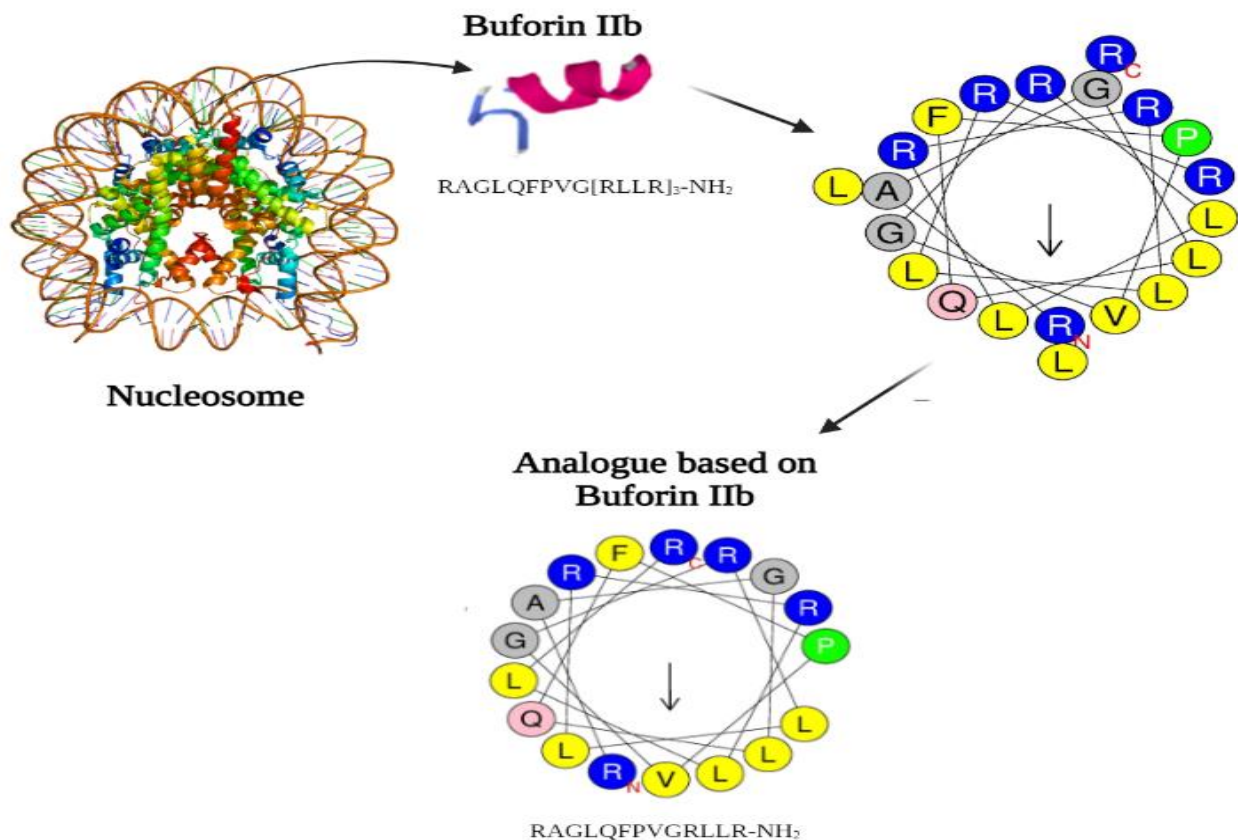 Buforin IIb
RAGLQFPVG[RLLR]₃-NH₂
Nucleosome
R
C
R
R
G
R
F
P
R
R
L
A
L
G
L
L
L
Q
L
V
R
N
L
Analogue based on
Buforin IIb
F
R
C
R
G
R
A
R
G
P
L
Q
L
L
L
R
N
V
L
RAGLQFPVGRLLR-NH₂